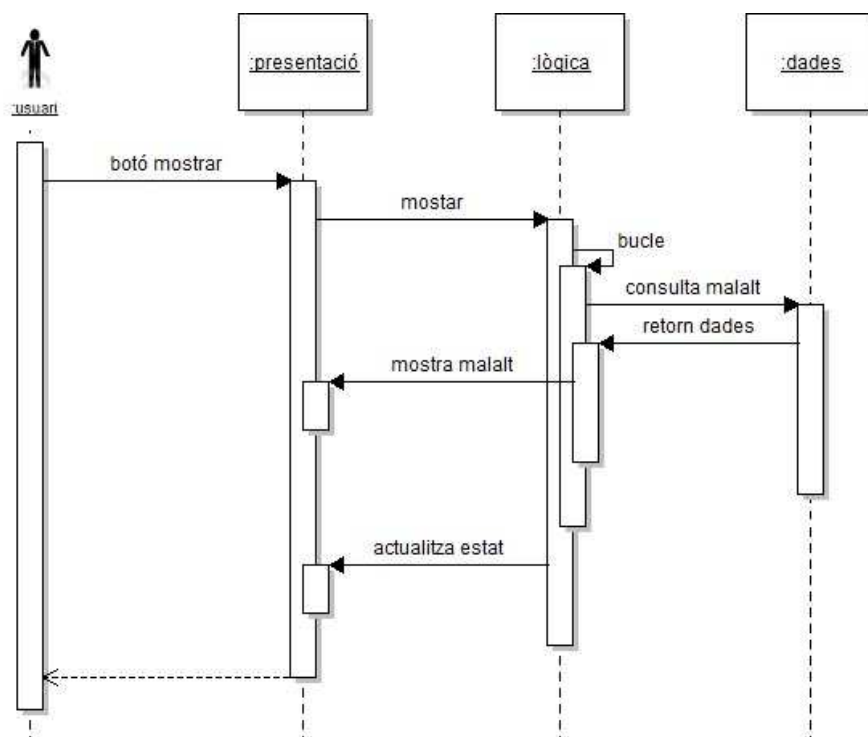 :presentació
:lògica
:dades
:usuari
botó mostrar
mostar
bucle
consulta malalt
retorn dades
mostra malalt
actualitza estat